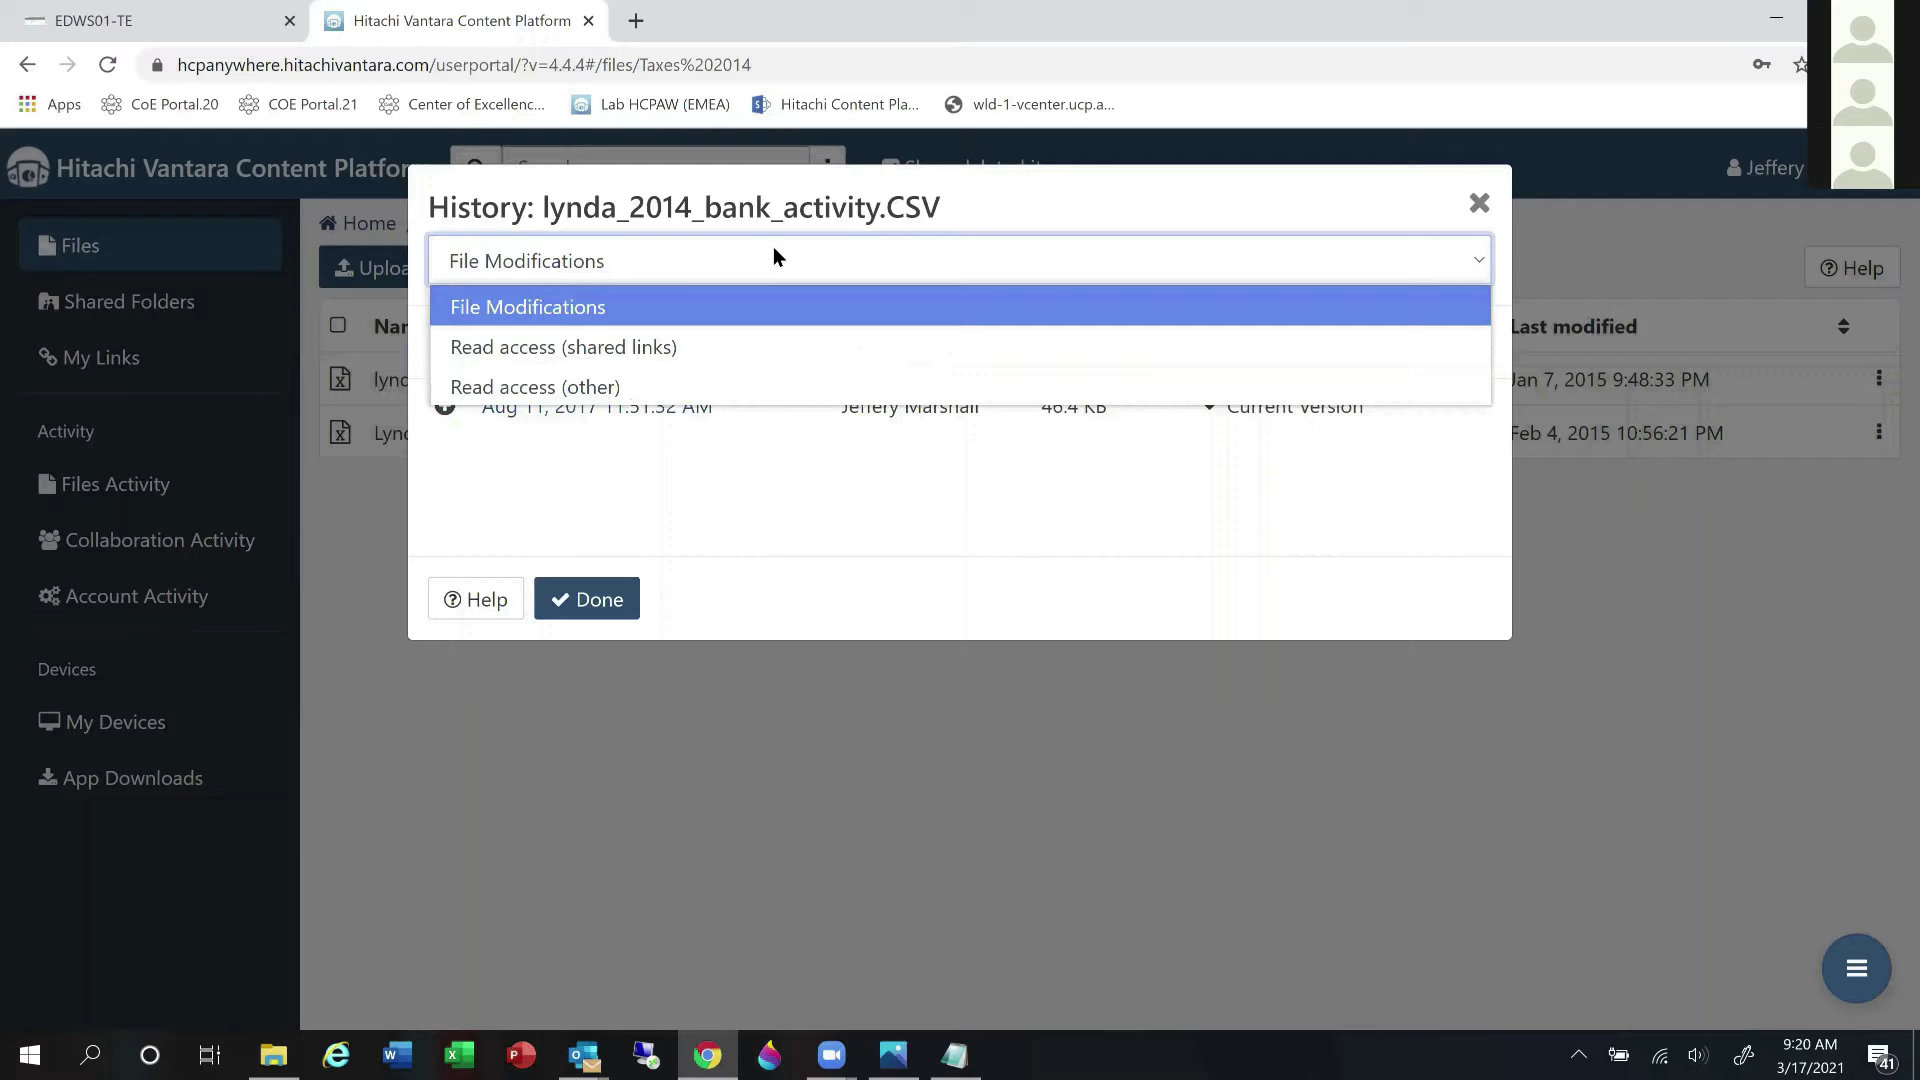 EDWS01-TE
Hitachi Vantara Content Platform
hcpanywhere.hitachivantara.com/userportal/?v=4.4.4#/files/Taxes%202014
Apps
CoE Portal.20
COE Portal.21
Center of Excellenc...
Lab HCPAW (EMEA)
Hitachi Content Pla...
wld-1-vcenter.ucp.a...
Hitachi Vantara Content Platfor
Jeffery
History: lynda_2014_bank_activity.CSV
File Modifications
File Modifications
Read access (shared links)
Read access (other)
Aug 11, 2017 11:51:32 AM
Jeffery Marshall
46.4 KB
Current Version
Help
Done
Files
Shared Folders
My Links
Activity
Files Activity
Collaboration Activity
Account Activity
Devices
My Devices
App Downloads
Home
Uploa
Help
Nar
Last modified
lynd
Jan 7, 2015 9:48:33 PM
Lynd
Feb 4, 2015 10:56:21 PM
9:20 AM
3/17/2021
41